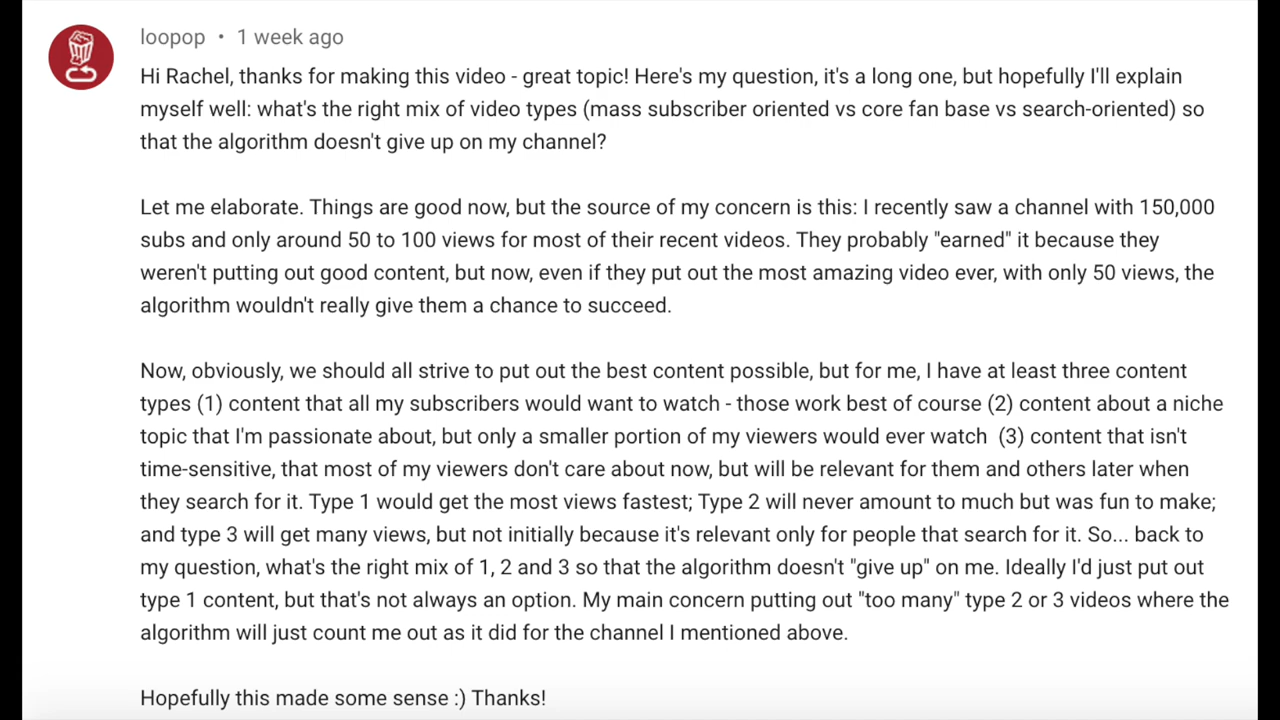 loopop • 1 week ago
Hi Rachel, thanks for making this video - great topic! Here's my question, it's a long one, but hopefully I'll explain
myself well: what's the right mix of video types (mass subscriber oriented vs core fan base vs search-oriented) so
that the algorithm doesn't give up on my channel?
Let me elaborate. Things are good now, but the source of my concern is this: I recently saw a channel with 150,000
subs and only around 50 to 100 views for most of their recent videos. They probably "earned" it because they
weren't putting out good content, but now, even if they put out the most amazing video ever, with only 50 views, the
algorithm wouldn't really give them a chance to succeed.
Now, obviously, we should all strive to put out the best content possible, but for me, I have at least three content
types (1) content that all my subscribers would want to watch - those work best of course (2) content about a niche
topic that I'm passionate about, but only a smaller portion of my viewers would ever watch  (3) content that isn't
time-sensitive, that most of my viewers don't care about now, but will be relevant for them and others later when
they search for it. Type 1 would get the most views fastest; Type 2 will never amount to much but was fun to make;
and type 3 will get many views, but not initially because it's relevant only for people that search for it. So... back to
my question, what's the right mix of 1, 2 and 3 so that the algorithm doesn't "give up" on me. Ideally I'd just put out
type 1 content, but that's not always an option. My main concern putting out "too many" type 2 or 3 videos where the
algorithm will just count me out as it did for the channel I mentioned above.
Hopefully this made some sense :) Thanks!